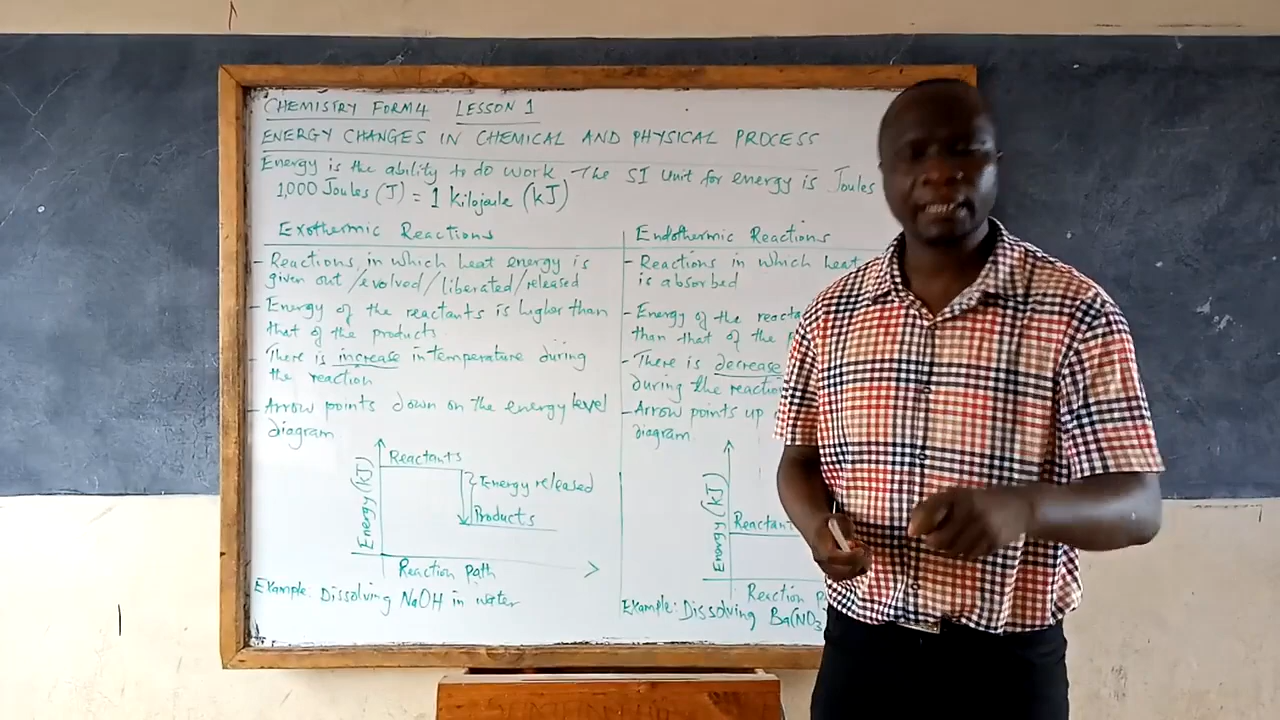 CHEMISTRY FORM 4 LESSON 1
ENERGY CHANGES IN CHEMICAL AND PHYSICAL PROCESS
Energy is the ability to do work The SI Unit for energy is Joules
1,000 Joules (J) = 1 Kilojoule (kJ)
Exothermic Reactions
- Reactions in which heat energy is
given out/evolved/liberated/released
- Energy of the reactants is higher than
that of the products
- There is increase in temperature during
the reaction
- Arrow points down on the energy level
diagram
Energy (kJ)
Reactants
Energy released
Products
Reaction path
Example: Dissolving NaOH in water
Endothermic Reactions
- Reactions in which heat
is absorbed
- Energy of the
than that of the
- There is decrease
during the reaction
- Arrow points up
diagram
Energy (kJ)
Reactant
Reaction
Example: Dissolving Ba(NO3